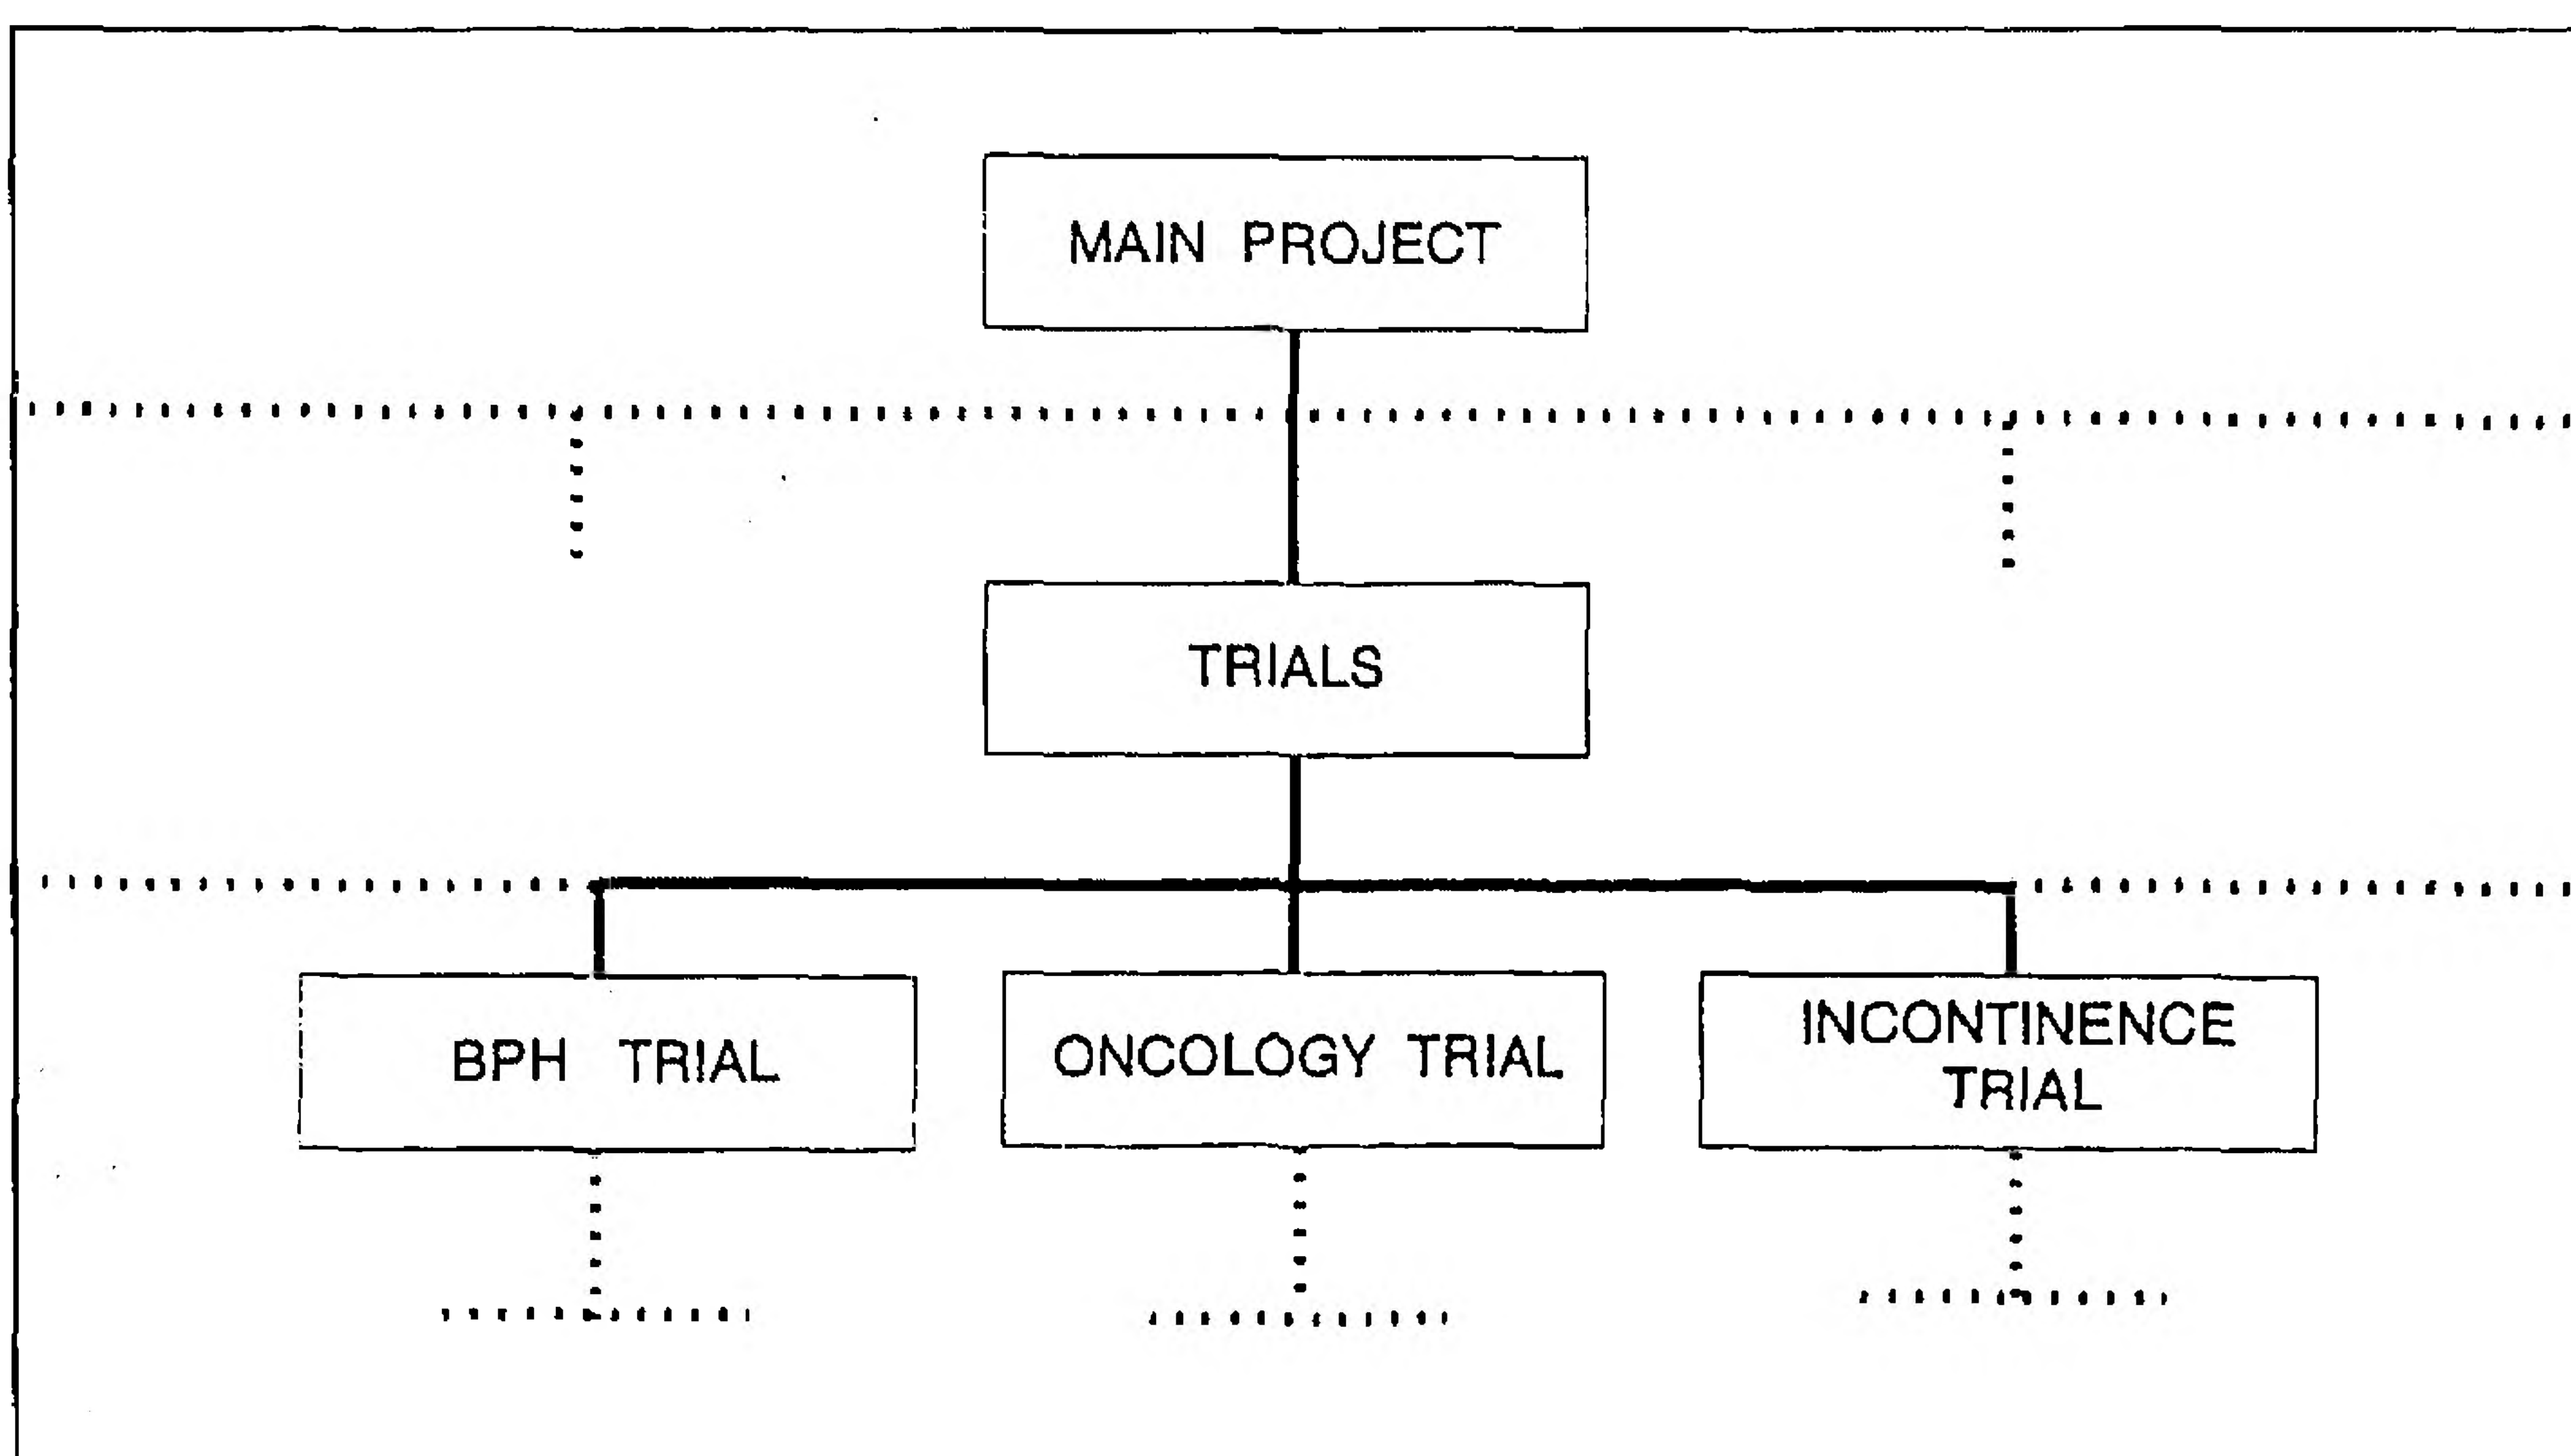 MAIN PROJECT
TRIALS
BPH TRIAL
ONCOLOGY TRIAL
INCONTINENCE
TRIAL